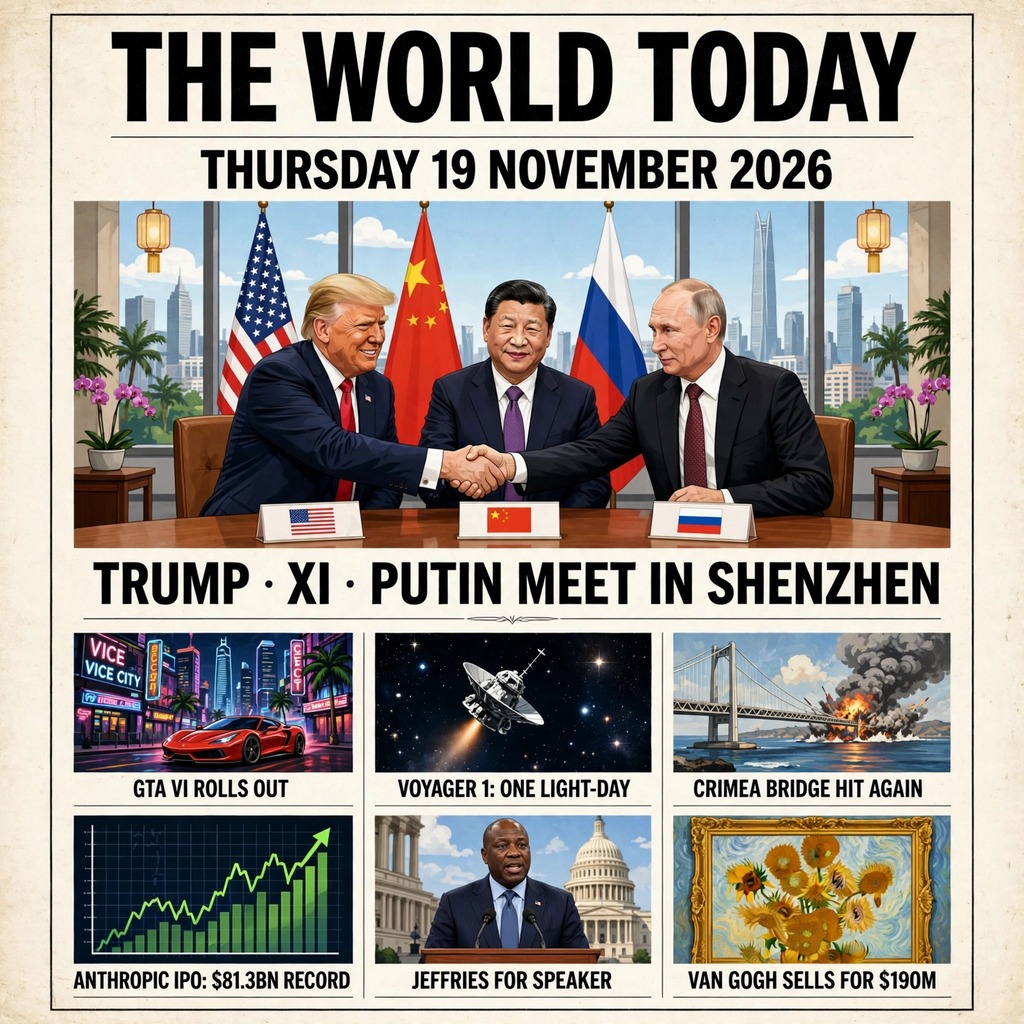 THE WORLD TODAY
THURSDAY 19 NOVEMBER 2026
TRUMP · XI · PUTIN MEET IN SHENZHEN
VICE
VICE CITY
GTA VI ROLLS OUT
VOYAGER 1: ONE LIGHT-DAY
CRIMEA BRIDGE HIT AGAIN
ANTHROPIC IPO: $81.3BN RECORD
JEFFRIES FOR SPEAKER
VAN GOGH SELLS FOR $190M